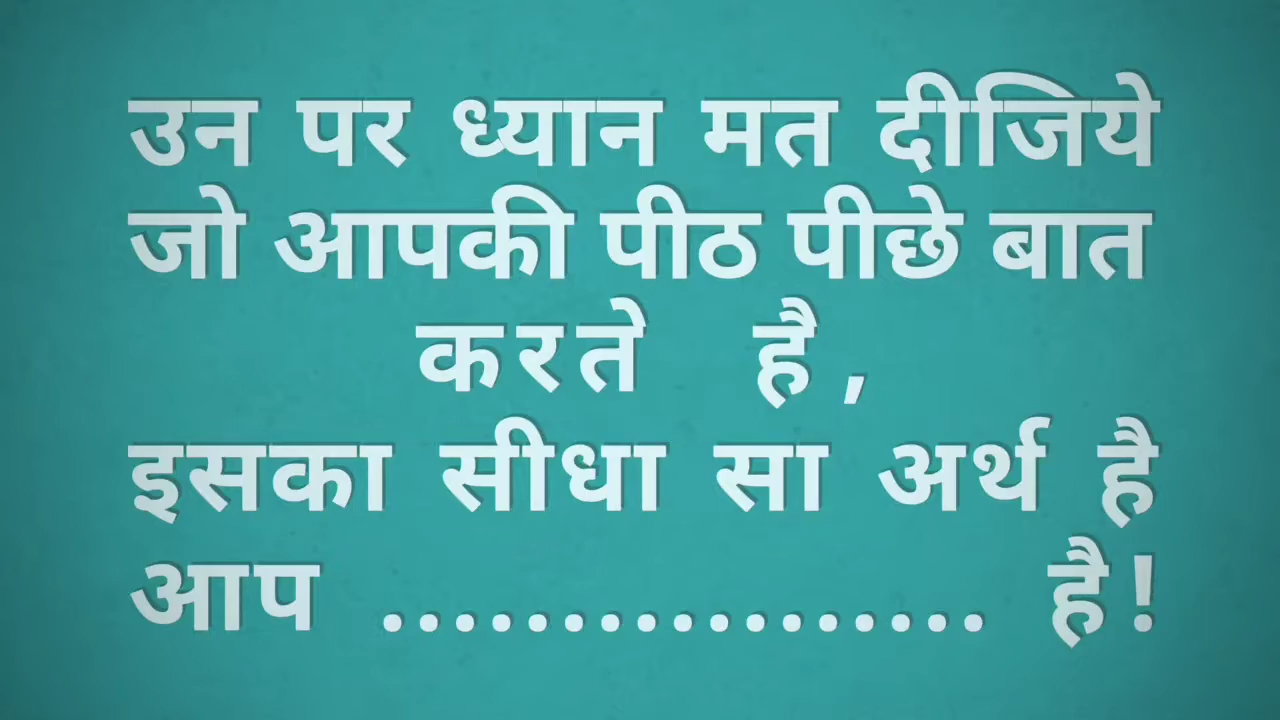 उन पर ध्यान मत दीजिये
जो आपकी पीठ पीछे बात
करते है ,
इसका सीधा सा अर्थ है
आप ................. है!